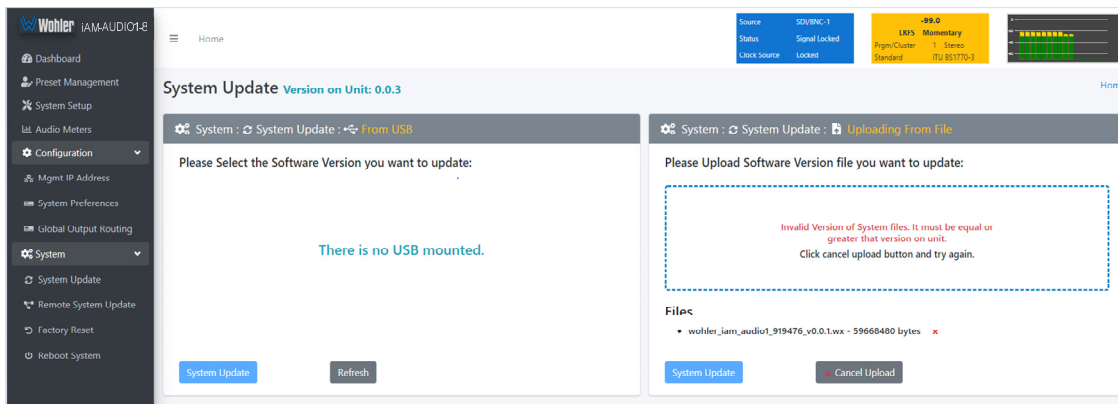 Wohler iAM-AUDIO1-8
Dashboard
Preset Management
System Setup
Audio Meters
Configuration
Mgmt IP Address
System Preferences
Global Output Routing
System
System Update
Remote System Update
Factory Reset
Reboot System
Home
Source SDI/BNC-1
Status Signal Locked
Clock Source Locked
-99.0
LKFS Momentary
Prgm/Cluster 1 Stereo
Standard ITU BS1770-3
System Update Version on Unit: 0.0.3
Hom
System : System Update : From USB
Please Select the Software Version you want to update:
There is no USB mounted.
System Update Refresh
System : System Update : Uploading From File
Please Upload Software Version file you want to update:
Invalid Version of System files. It must be equal or
greater that version on unit.
Click cancel upload button and try again.
Files
wohler_iam_audio1_919476_v0.0.1.wx - 59668480 bytes x
System Update x Cancel Upload